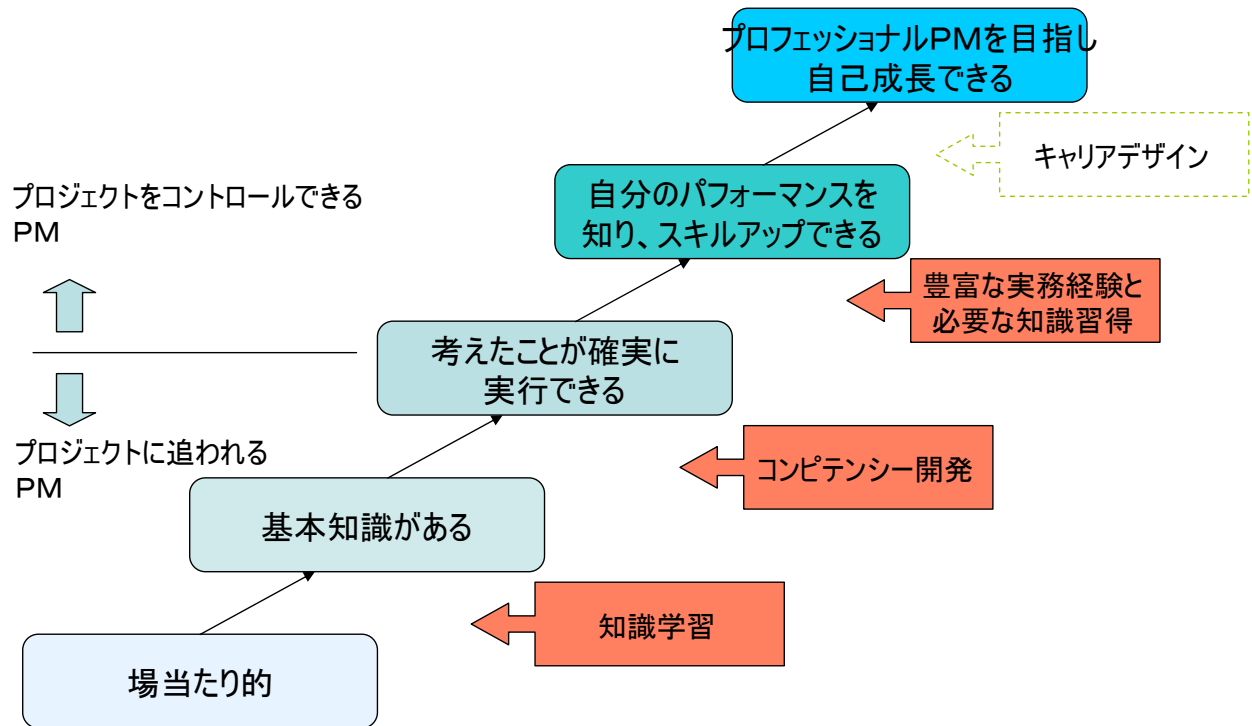 プロフェッショナルPMを目指し
自己成長できる
キャリアデザイン
プロジェクトをコントロールできる
PM
自分のパフォーマンスを
知り、スキルアップできる
豊富な実務経験と
必要な知識習得
考えたことが確実に
実行できる
プロジェクトに追われる
PM
コンピテンシー開発
基本知識がある
知識学習
場当たり的